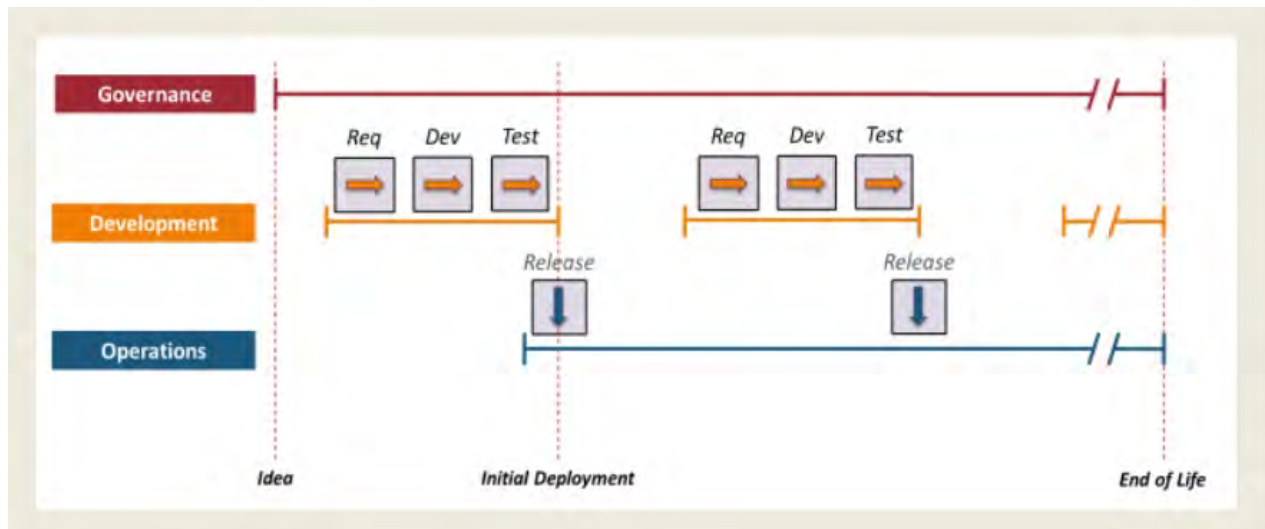 Governance
Req Dev Test Req Dev Test
Development
Release Release
Operations
Idea Initial Deployment End of Life